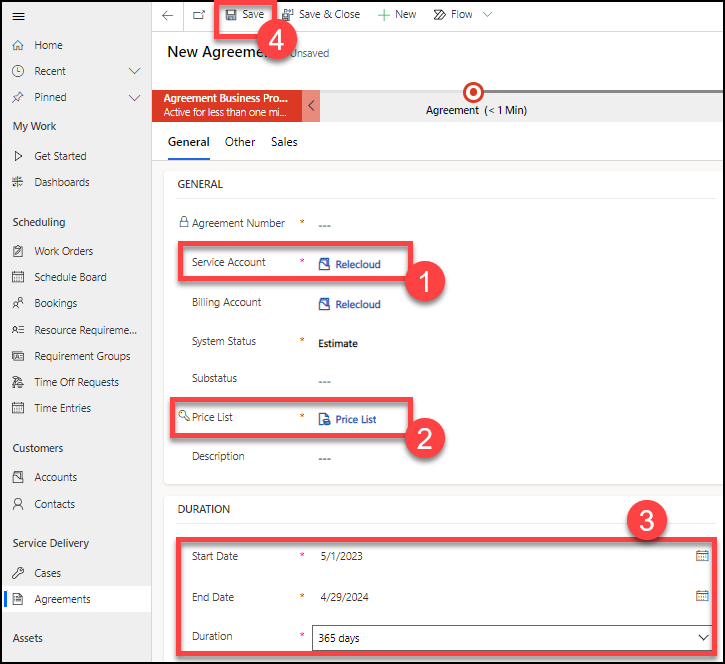 Save
Save & Close
New
Flow
4
New Agreement
Unsaved
Home
Recent
Pinned
My Work
Get Started
Dashboards
Scheduling
Work Orders
Schedule Board
Bookings
Resource Requireme...
Requirement Groups
Time Off Requests
Time Entries
Customers
Accounts
Contacts
Service Delivery
Cases
Agreements
Assets
Agreement Business Pro...
Active for less than one mi...
Agreement (< 1 Min)
General Other Sales
GENERAL
Agreement Number * ---
Service Account * Relecloud
1
Billing Account Relecloud
System Status * Estimate
Substatus ---
Price List * Price List
2
Description ---
DURATION
3
Start Date * 5/1/2023
End Date * 4/29/2024
Duration * 365 days